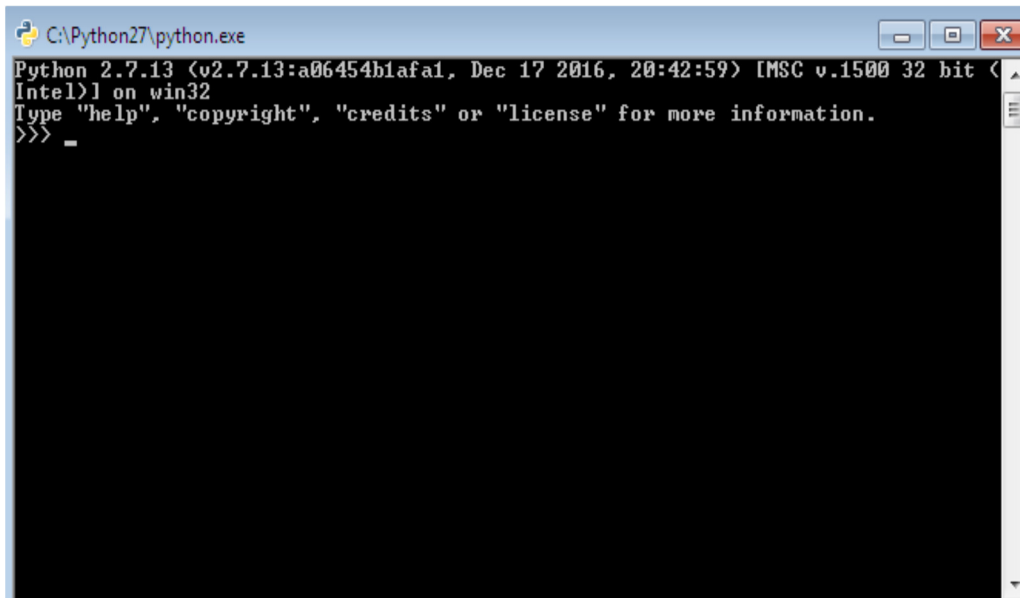 C:\Python27\python.exe
Python 2.7.13 (v2.7.13:a06454b1afa1, Dec 17 2016, 20:42:59) [MSC v.1500 32 bit (
Intel)] on win32
Type "help", "copyright", "credits" or "license" for more information.
>>> _